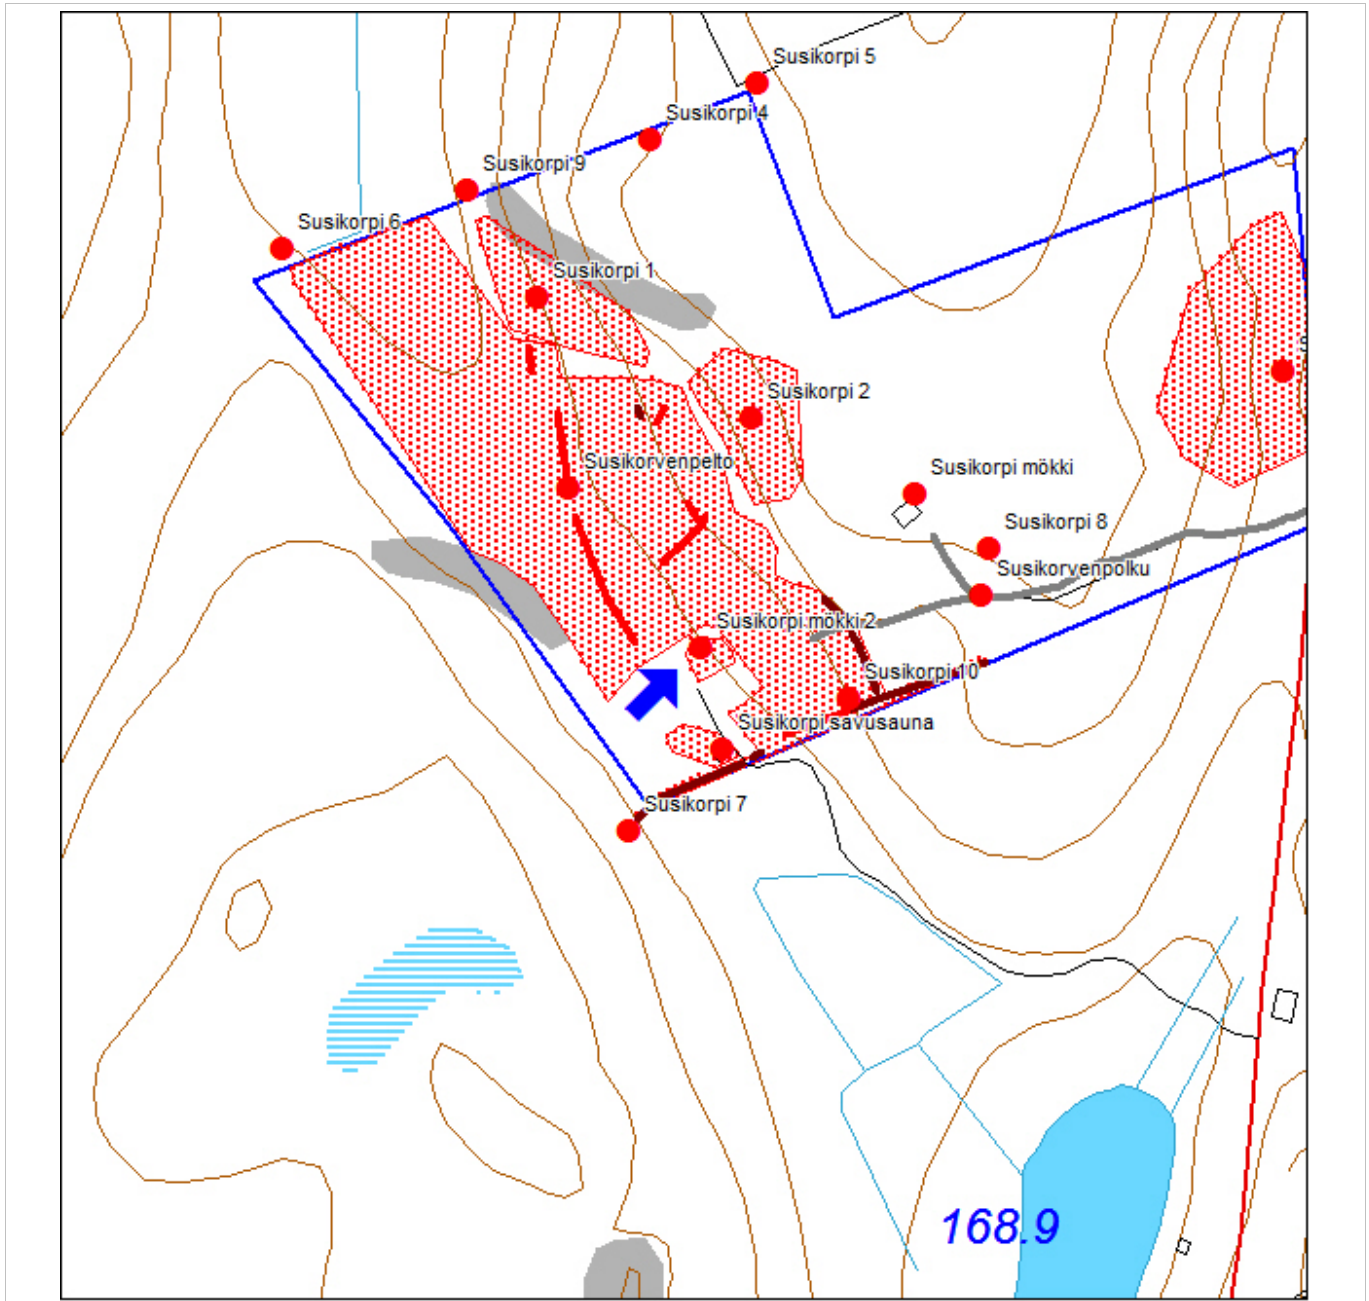 Susikorpi 5
Susikorpi 4
Susikorpi 9
Susikorpi 6
Susikorpi 1
S
Susikorpi 2
Susikorvenpelto
Susikorpi mökki
Susikorpi 8
Susikorvenpolku
Susikorpi mökki 2
Susikorpi 10
Susikorpi savusauna
Susikorpi 7
168.9